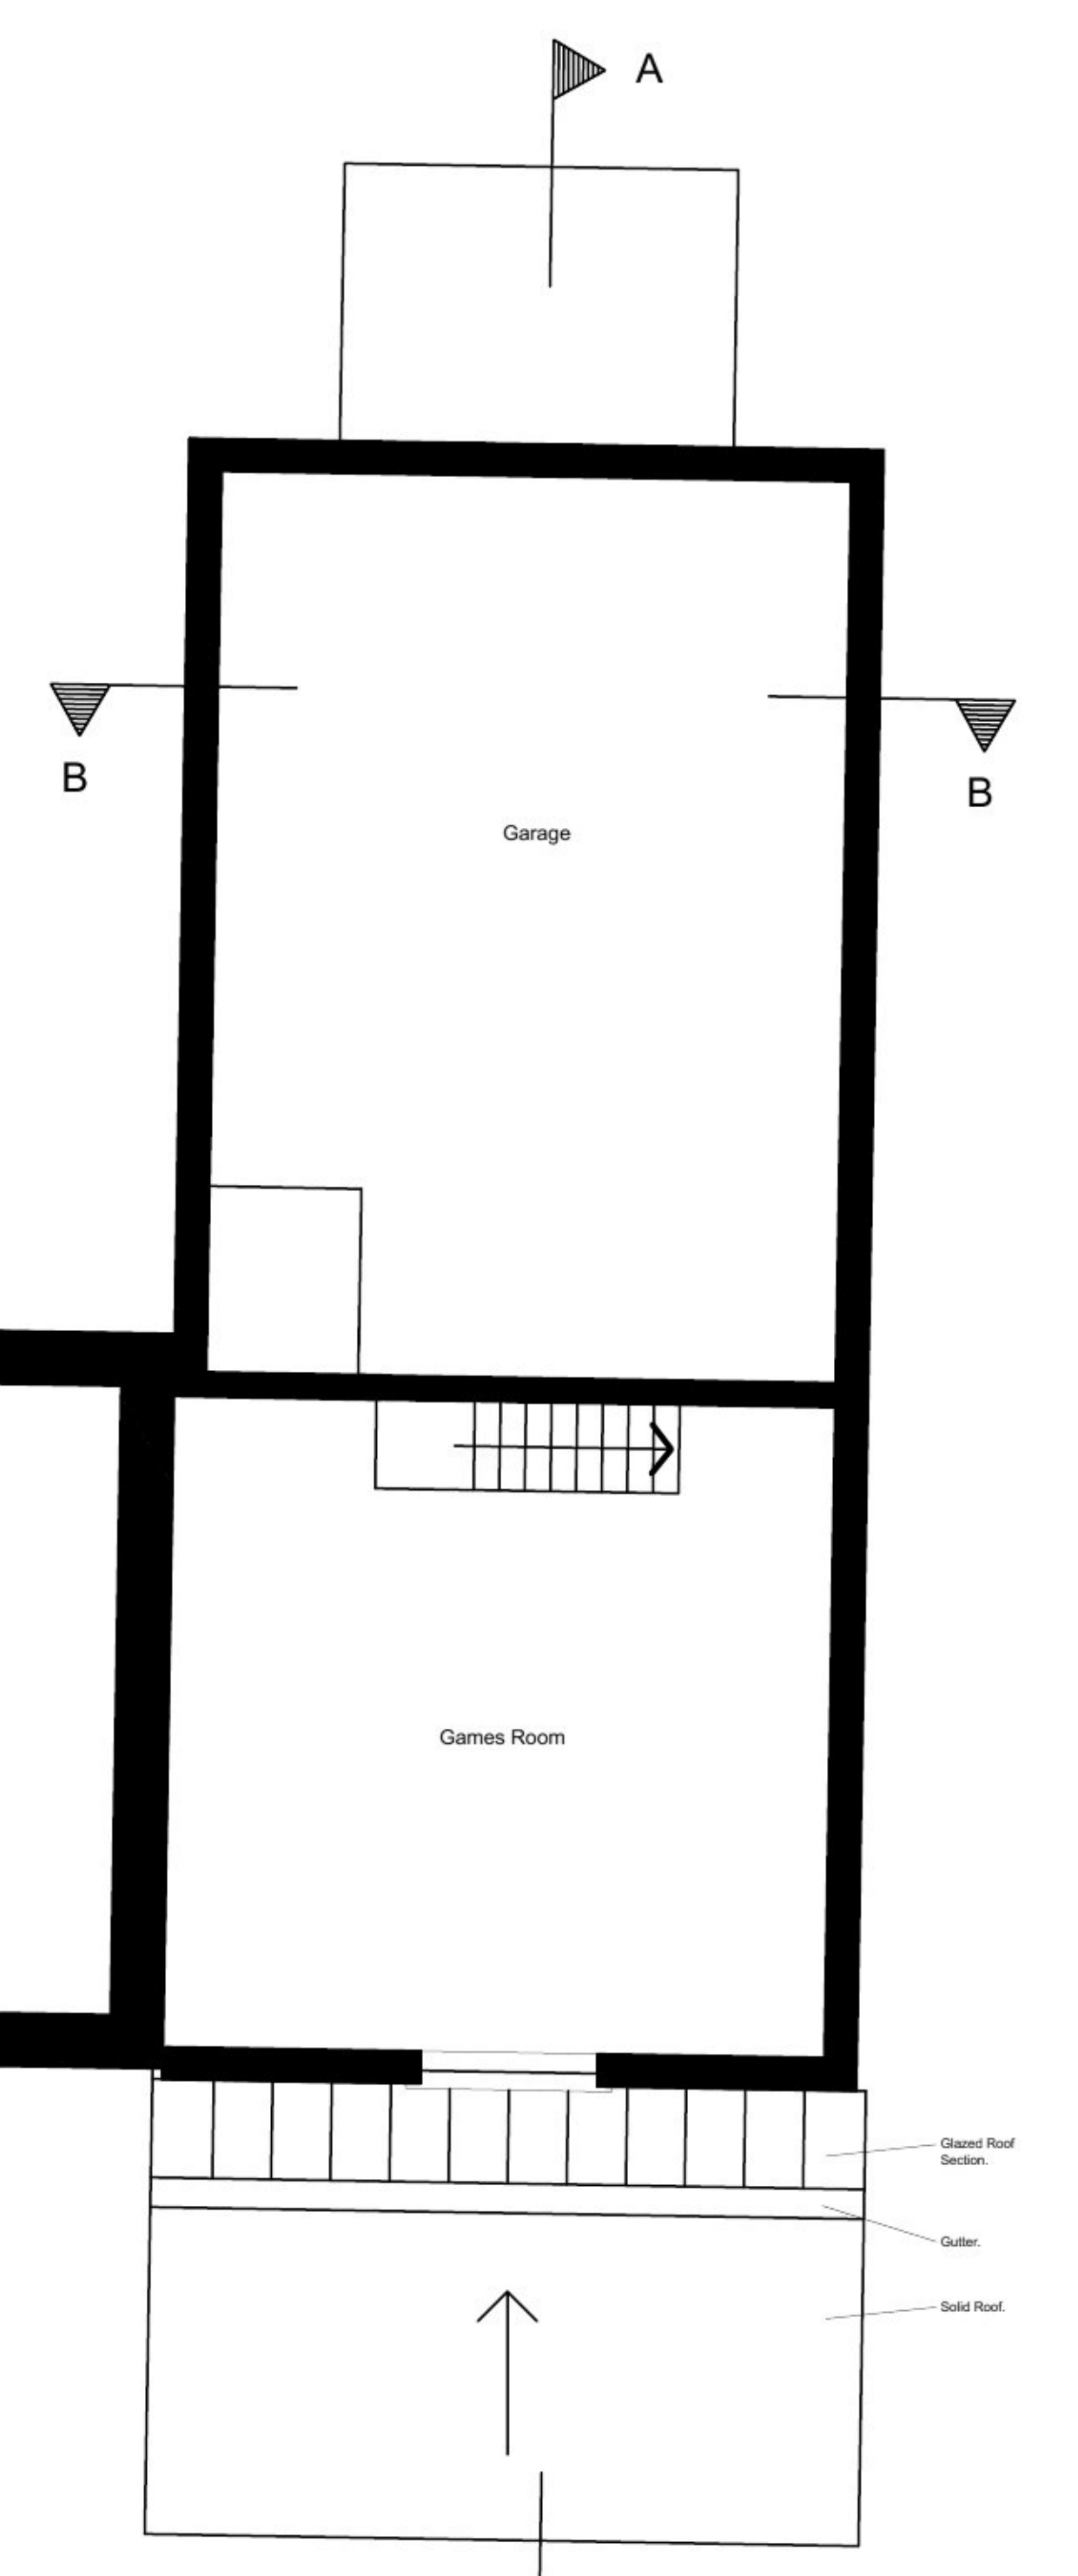 A
B
B
Garage
Games Room
Glazed Roof
Section.
Gutter.
Solid Roof.